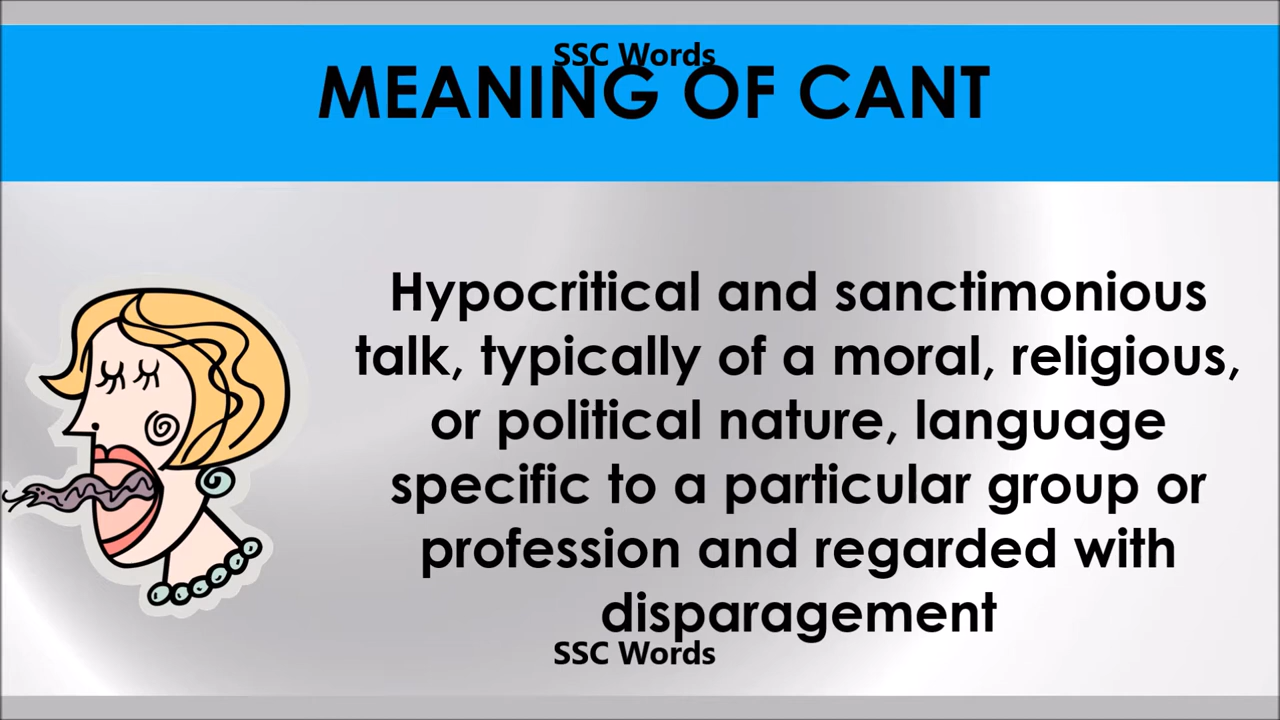 SSC Words
MEANING OF CANT
Hypocritical and sanctimonious
talk, typically of a moral, religious,
or political nature, language
specific to a particular group or
profession and regarded with
disparagement
SSC Words